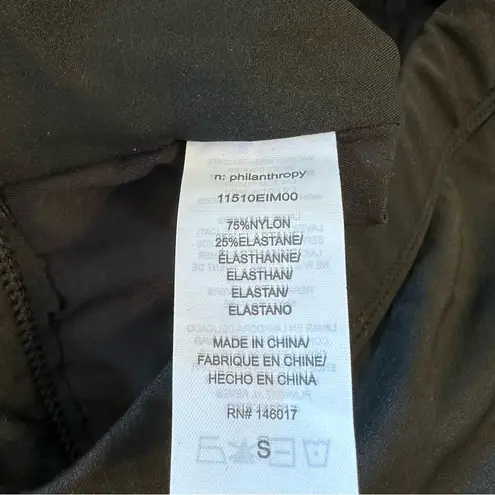 n: philanthropy
11510EIM00
75%NYLON
25%ELASTANE/
ÉLASTHANNE/
ELASTHAN/
ELASTAN/
ELASTANO
MADE IN CHINA/
FABRIQUE EN CHINE/
HECHO EN CHINA
RN# 146017
S